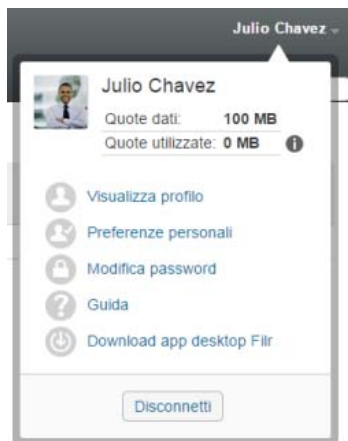 Julio Chavez
Julio Chavez
Quote dati: 100 MB
Quote utilizzate: 0 MB
Visualizza profilo
Preferenze personali
Modifica password
Guida
Download app desktop Filr
Disconnetti